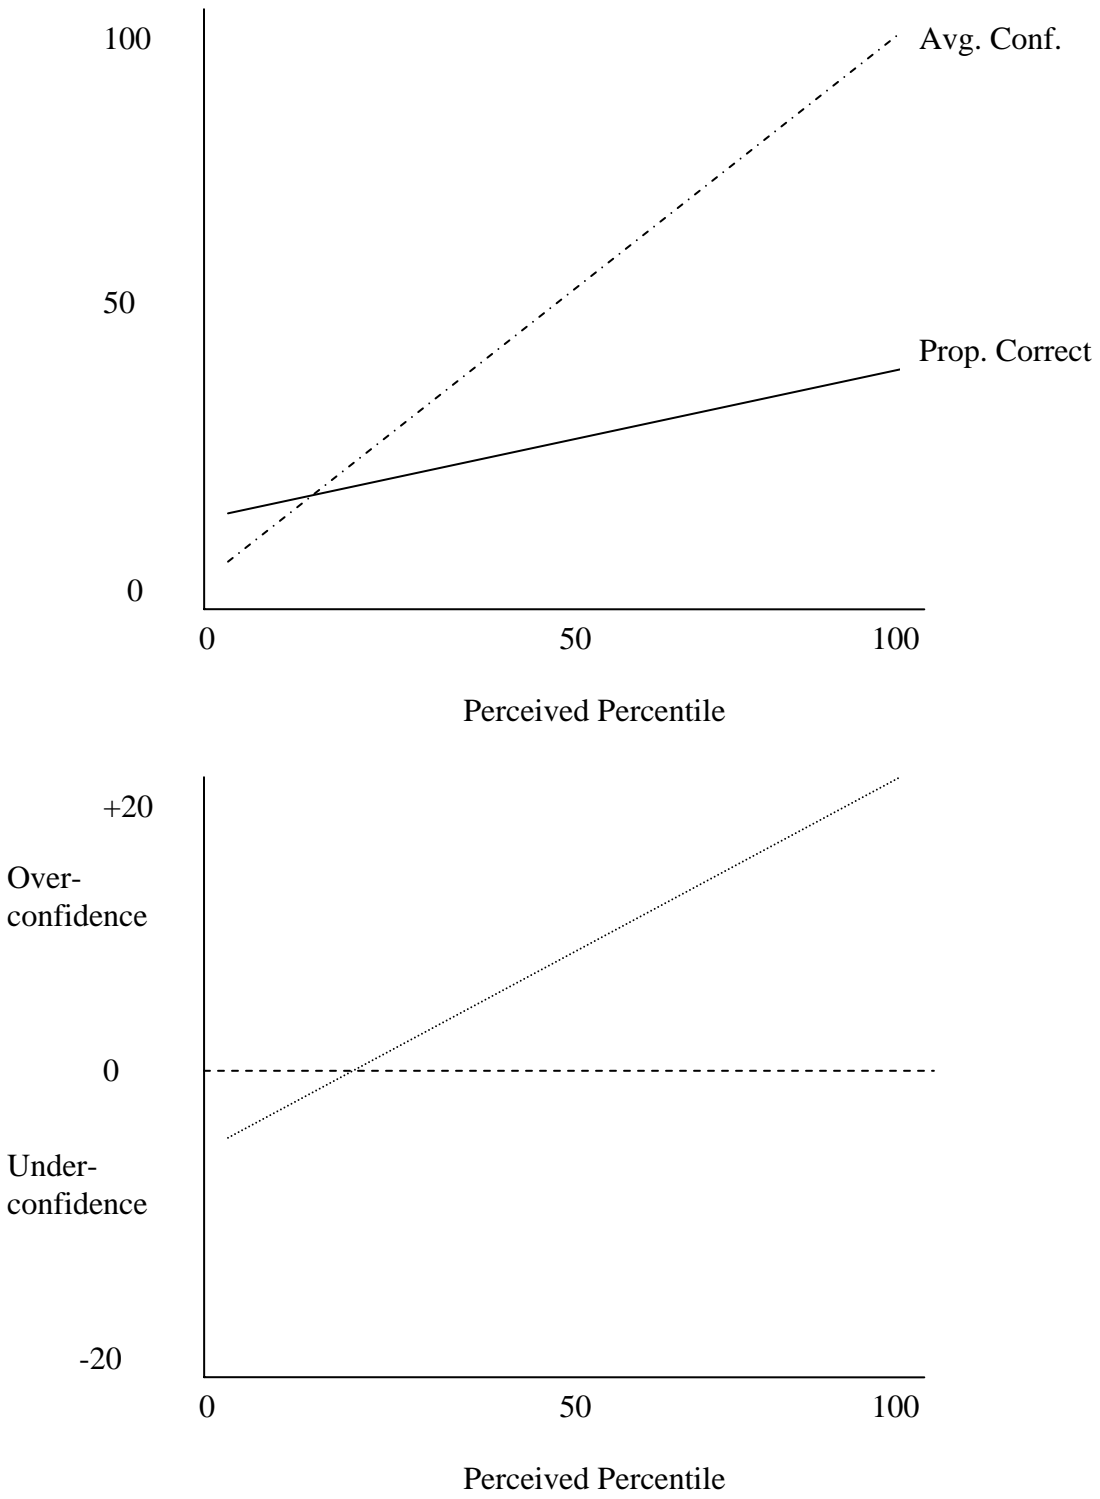 100
Avg. Conf.
50
Prop. Correct
0
0 50 100
Perceived Percentile
+20
Over-
confidence
0
Under-
confidence
-20
0 50 100
Perceived Percentile